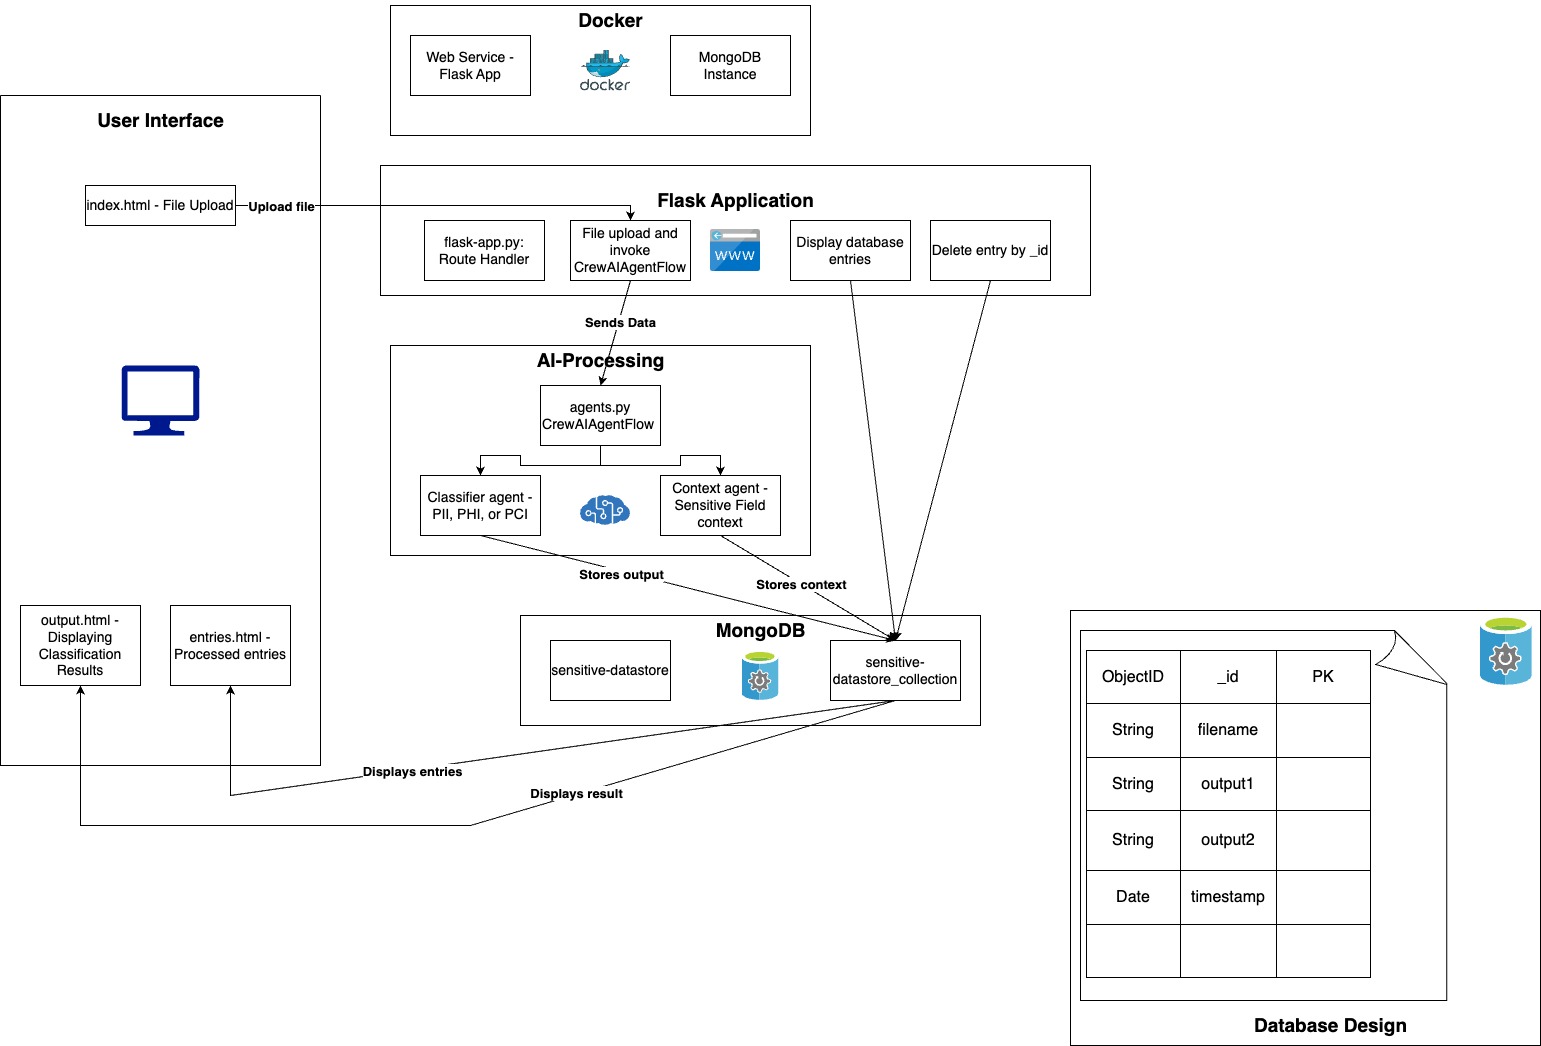 Docker
Web Service -
Flask App
docker
MongoDB
Instance
User Interface
index.html - File Upload
Upload file
Flask Application
flask-app.py:
Route Handler
File upload and
invoke
CrewAIAgentFlow
WWW
Display database
entries
Delete entry by _id
Sends Data
AI-Processing
agents.py
CrewAIAgentFlow
Classifier agent -
PII, PHI, or PCI
Context agent -
Sensitive Field
context
Stores output
Stores context
output.html -
Displaying
Classification
Results
entries.html -
Processed entries
MongoDB
sensitive-datastore
sensitive-
datastore_collection
Displays entries
Displays result
ObjectID _id PK
String filename
String output1
String output2
Date timestamp
Database Design